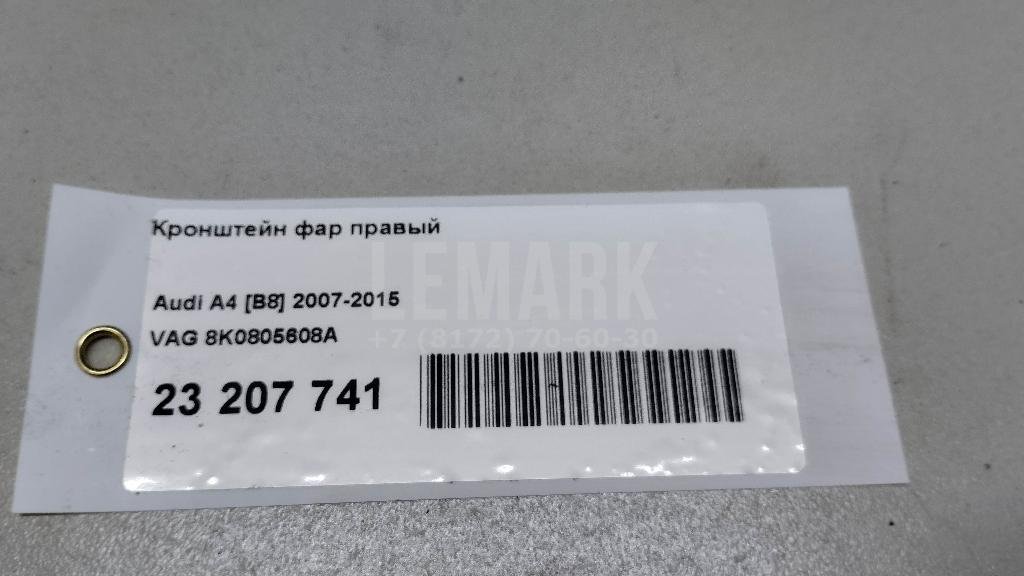 Кронштейн фар правый
LEMARK
Audi A4 [B8] 2007-2015
VAG 8K0805608A
+7 (8172) 70-60-30
23 207 741